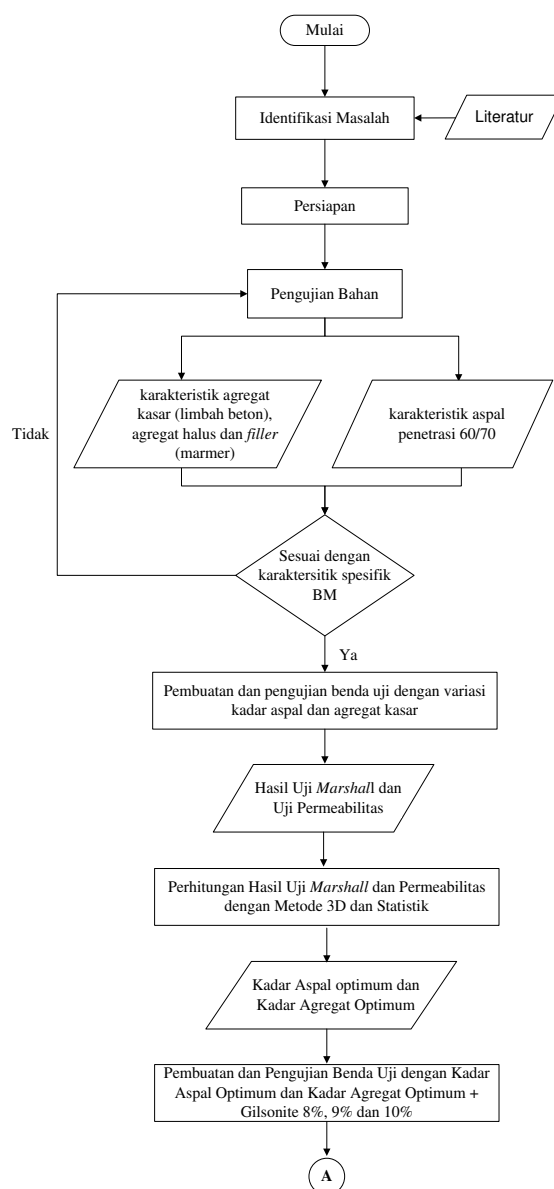 Mulai
Identifikasi Masalah
Literatur
Persiapan
Pengujian Bahan
karakteristik agregat
kasar (limbah beton),
agregat halus dan filler
(marmer)
karakteristik aspal
penetrasi 60/70
Tidak
Sesuai dengan
karaktersitik spesifik
BM
Ya
Pembuatan dan pengujian benda uji dengan variasi
kadar aspal dan agregat kasar
Hasil Uji Marshall dan
Uji Permeabilitas
Perhitungan Hasil Uji Marshall dan Permeabilitas
dengan Metode 3D dan Statistik
Kadar Aspal optimum dan
Kadar Agregat Optimum
Pembuatan dan Pengujian Benda Uji dengan Kadar
Aspal Optimum dan Kadar Agregat Optimum +
Gilsonite 8%, 9% dan 10%
A